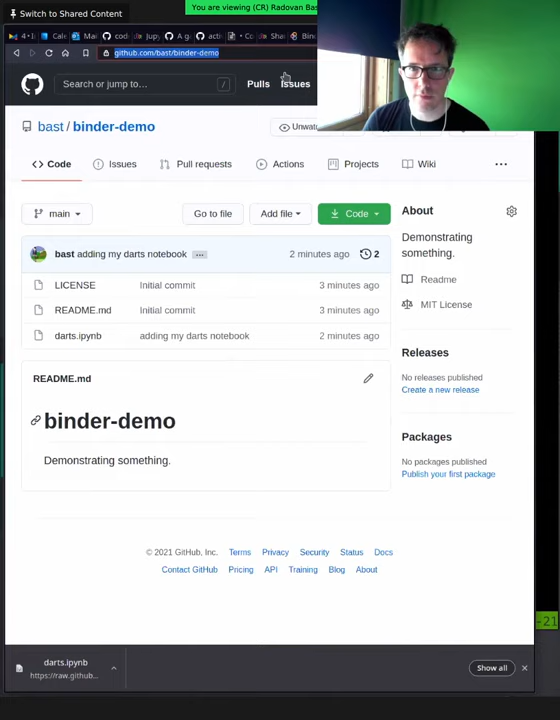 You are viewing (CR) Radovan Bas
Switch to Shared Content
github.com/bast/binder-demo
Search or jump to…
/
Pulls
Issues
bast / binder-demo
Unwatc
Code
Issues
Pull requests
Actions
Projects
Wiki
main
Go to file
Add file
Code
bast adding my darts notebook
2 minutes ago
2
LICENSE
Initial commit
3 minutes ago
README.md
Initial commit
3 minutes ago
darts.ipynb
adding my darts notebook
2 minutes ago
README.md
binder-demo
Demonstrating something.
About
Demonstrating
something.
Readme
MIT License
Releases
No releases published
Create a new release
Packages
No packages published
Publish your first package
© 2021 GitHub, Inc.
Terms
Privacy
Security
Status
Docs
Contact GitHub
Pricing
API
Training
Blog
About
-21
darts.ipynb
https://raw.github...
Show all